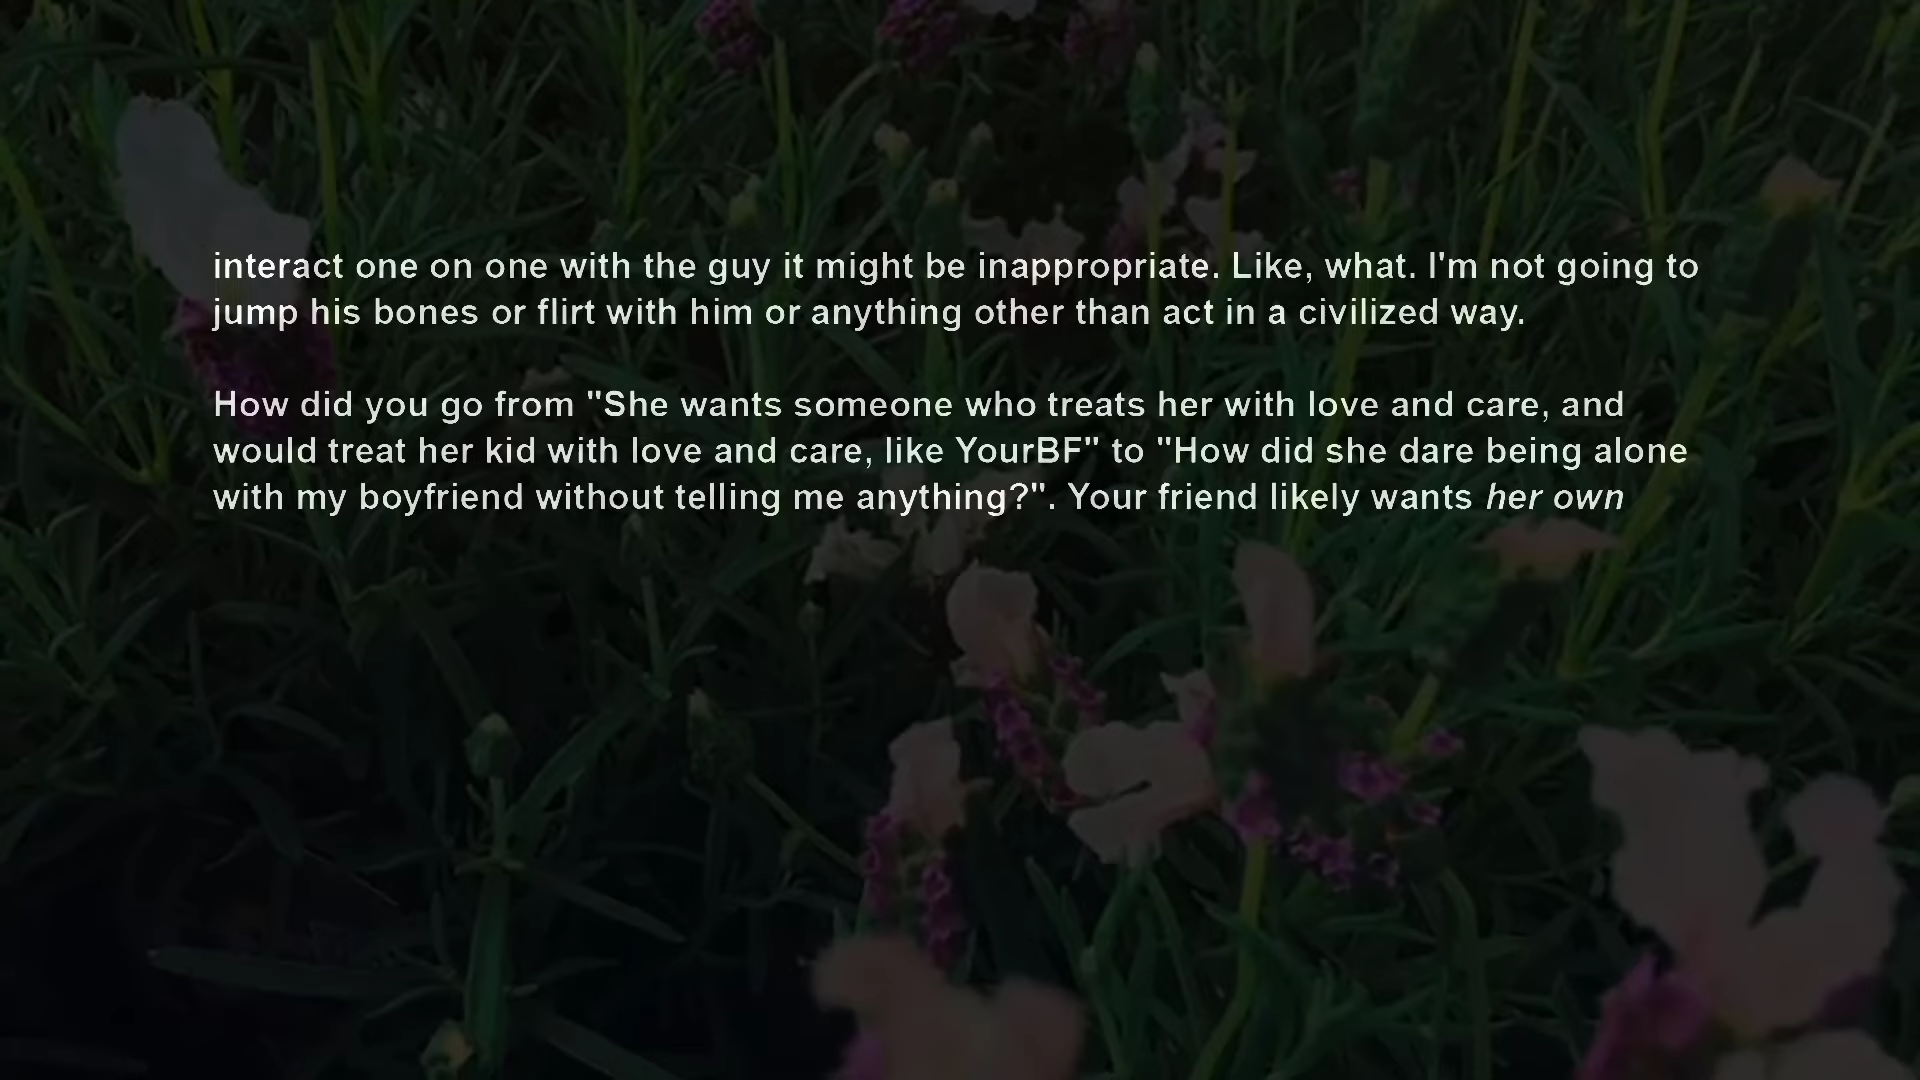 interact one on one with the guy it might be inappropriate. Like, what. I'm not going to
jump his bones or flirt with him or anything other than act in a civilized way.
How did you go from "She wants someone who treats her with love and care, and
would treat her kid with love and care, like YourBF" to "How did she dare being alone
with my boyfriend without telling me anything?". Your friend likely wants her own